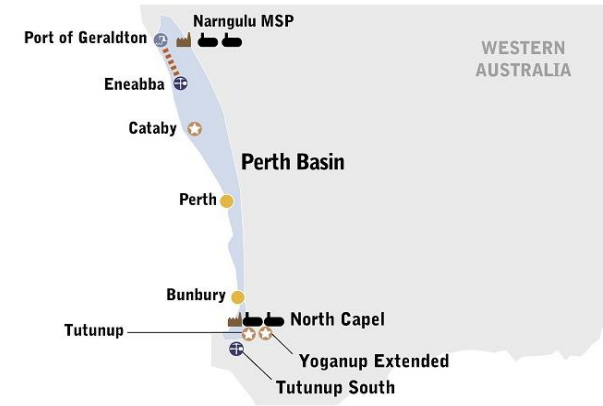 Narngulu MSP
Port of Geraldton
WESTERN
AUSTRALIA
Eneabba
Cataby
Perth Basin
Perth
Bunbury
North Capel
Tutunup
Yoganup Extended
Tutunup South